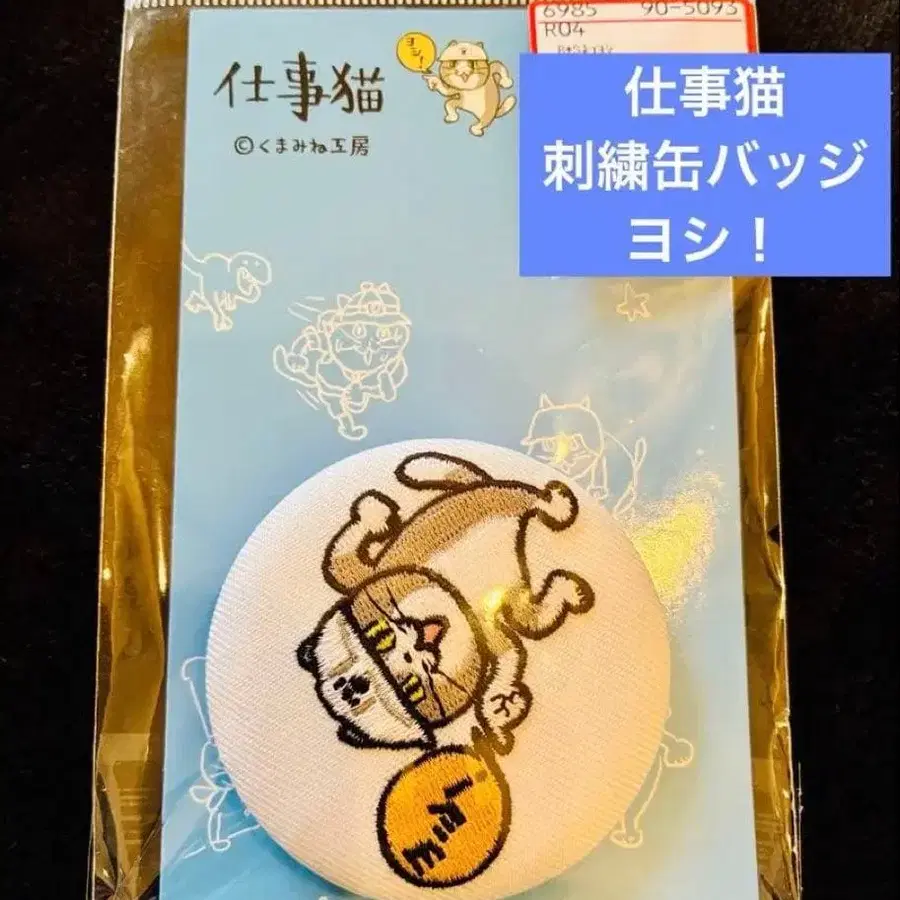 6985 90-5093
R04
仕事猫
ヨシ！
©くまみね工房
仕事猫
刺繍缶バッジ
ヨシ！
ヨシ！